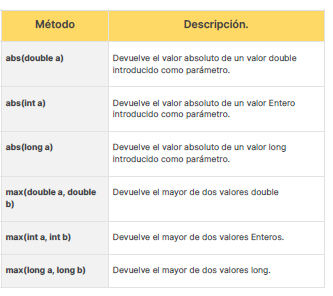 Método Descripción.
abs(double a) Devuelve el valor absoluto de un valor double
introducido como parámetro.
abs(int a) Devuelve el valor absoluto de un valor Entero
introducido como parámetro.
abs(long a) Devuelve el valor absoluto de un valor long
introducido como parámetro.
max(double a, double Devuelve el mayor de dos valores double
b)
max(int a, int b) Devuelve el mayor de dos valores Enteros.
max(long a, long b) Devuelve el mayor de dos valores long.